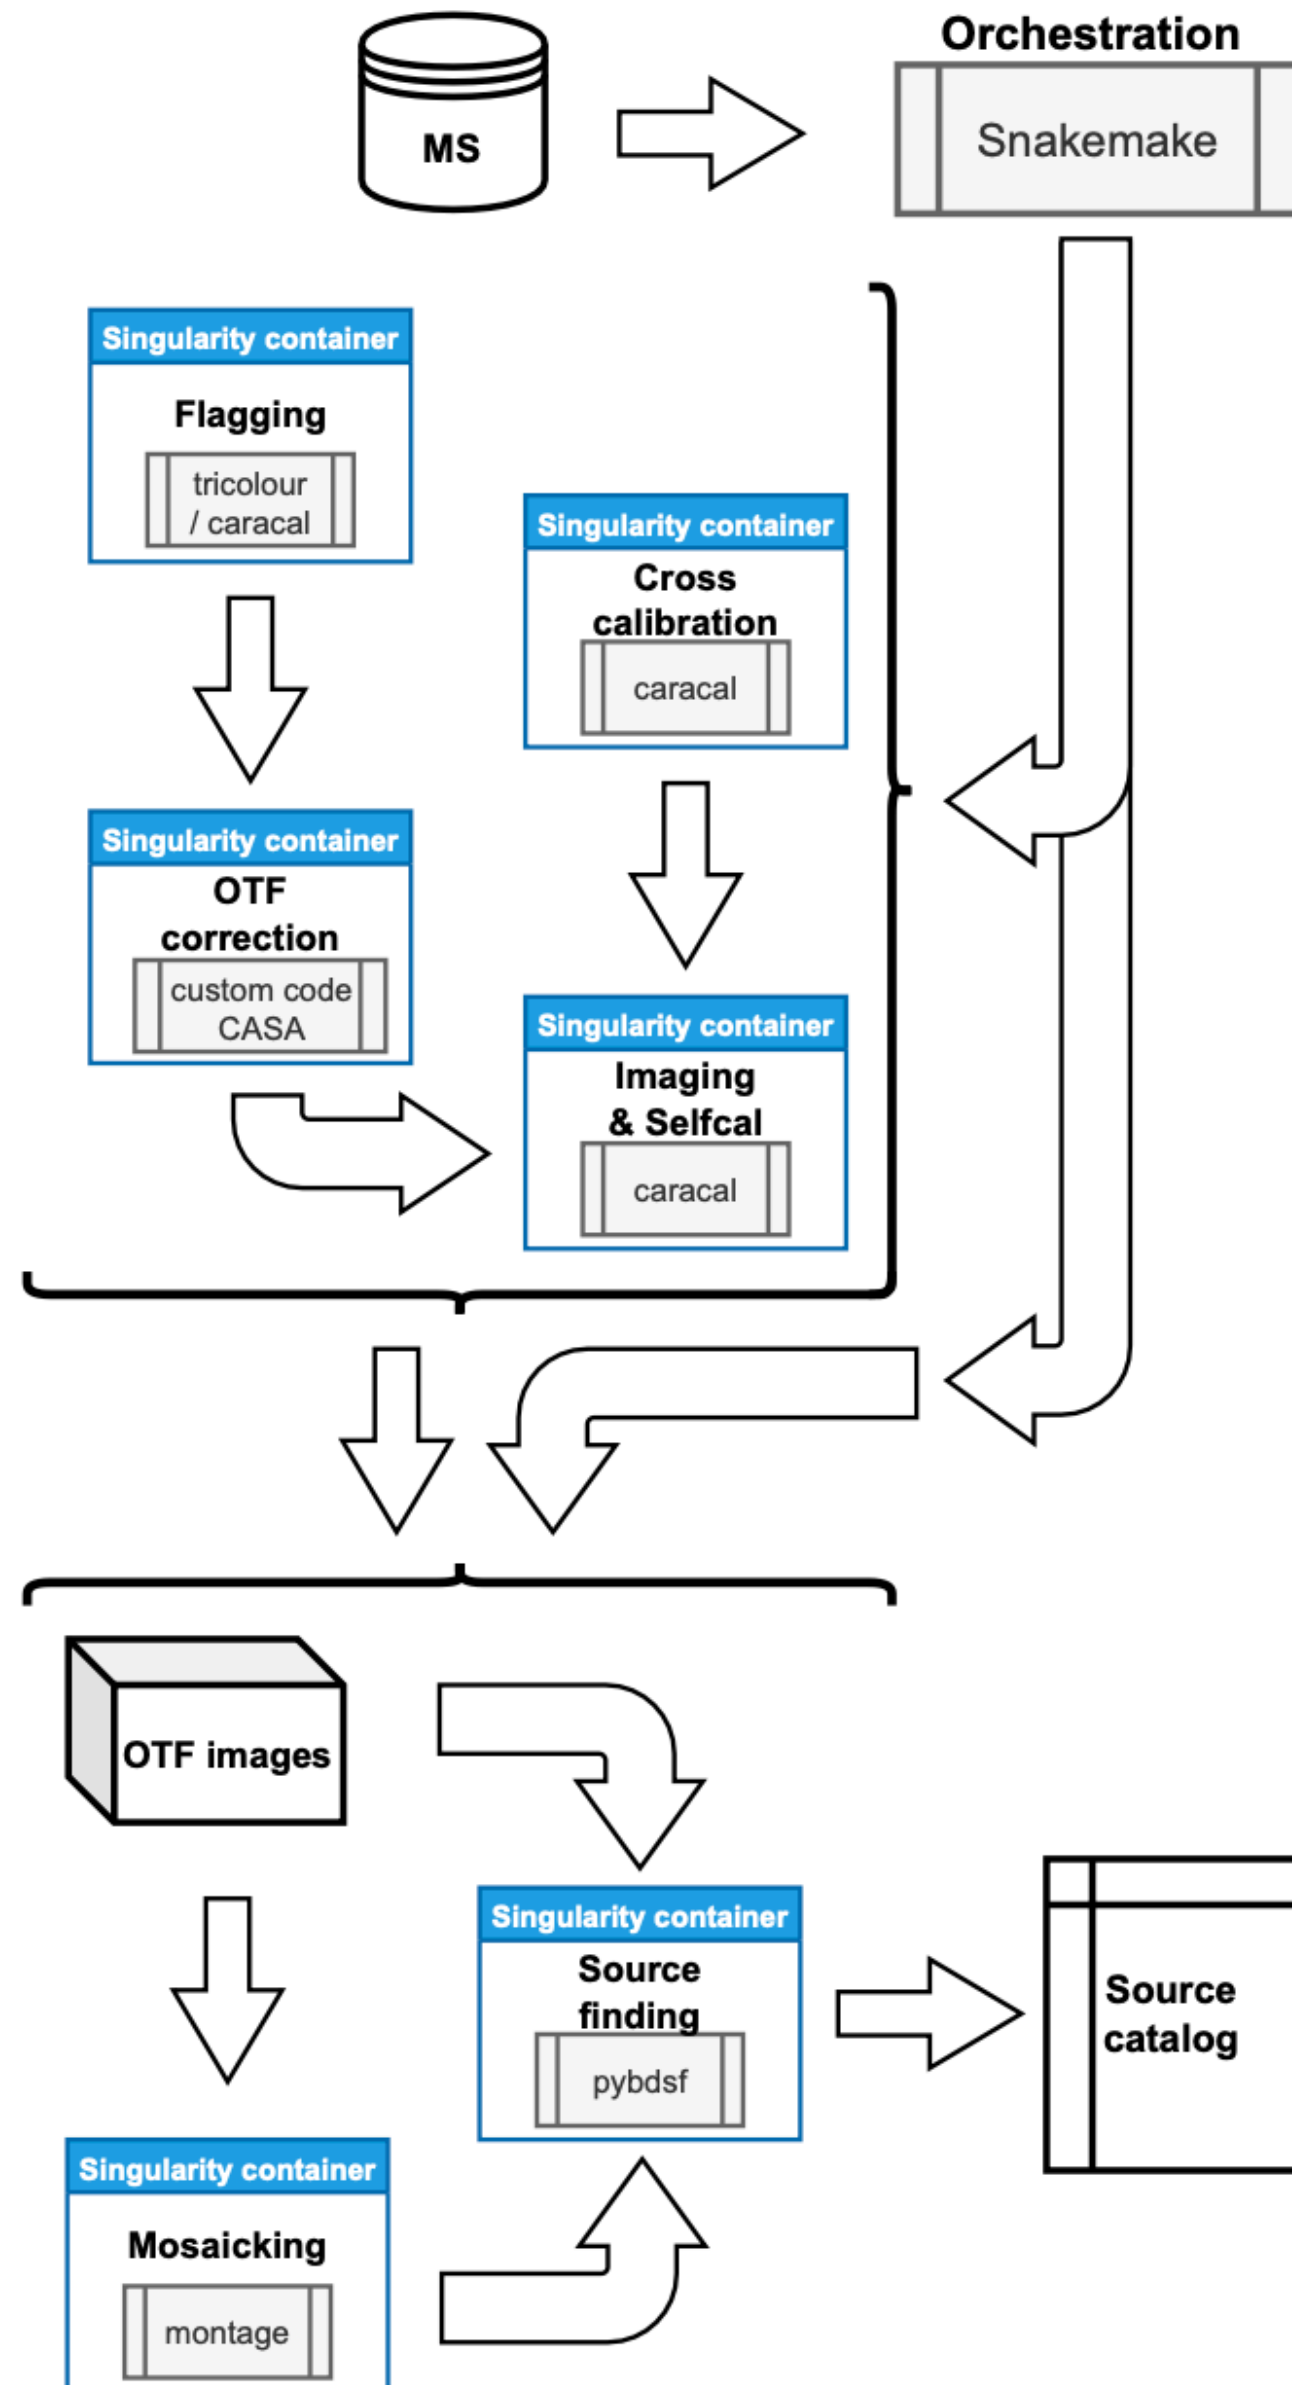 Orchestration
MS
Snakemake
Singularity container
Flagging
tricolour
/ caracal
Singularity container
Cross
calibration
caracal
Singularity container
OTF
correction
custom code
CASA
Singularity container
Imaging
& Selfcal
caracal
OTF images
Singularity container
Source
finding
pybdsf
Source
catalog
Singularity container
Mosaicking
montage